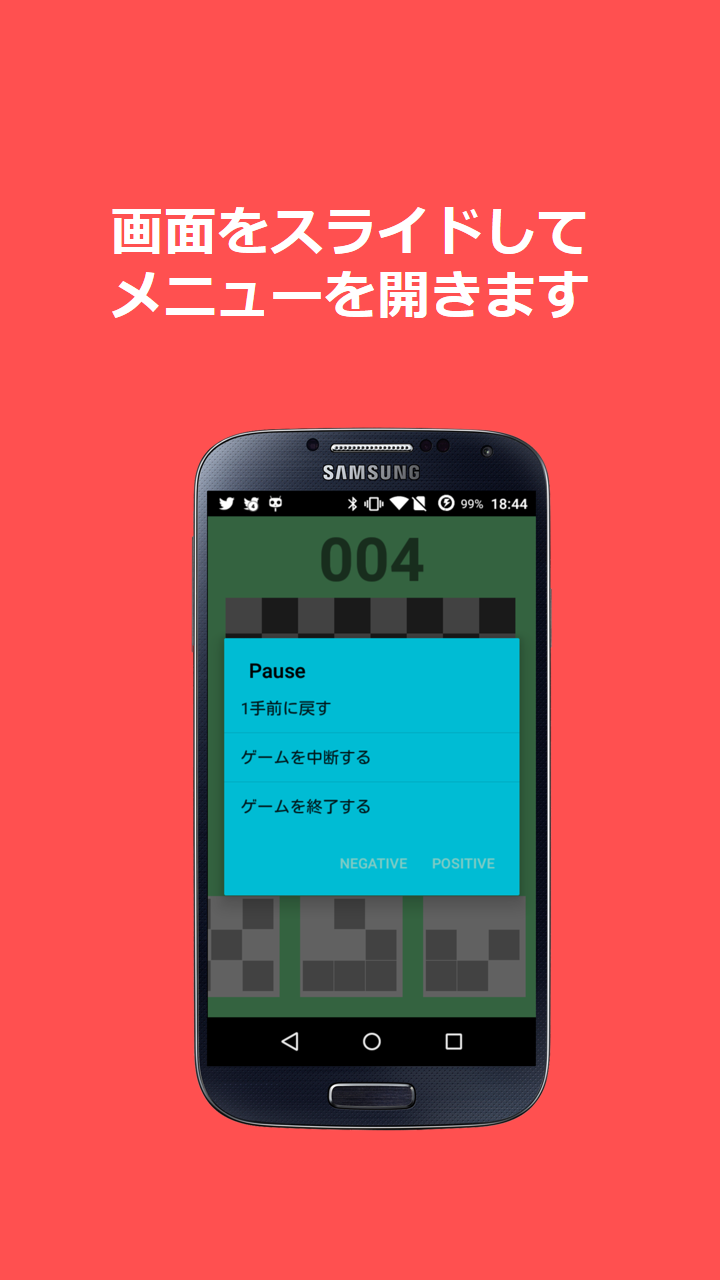 画面をスライドして
メニューを開きます
SAMSUNG
99% 18:44
004
Pause
1手前に戻す
ゲームを中断する
ゲームを終了する
NEGATIVE POSITIVE